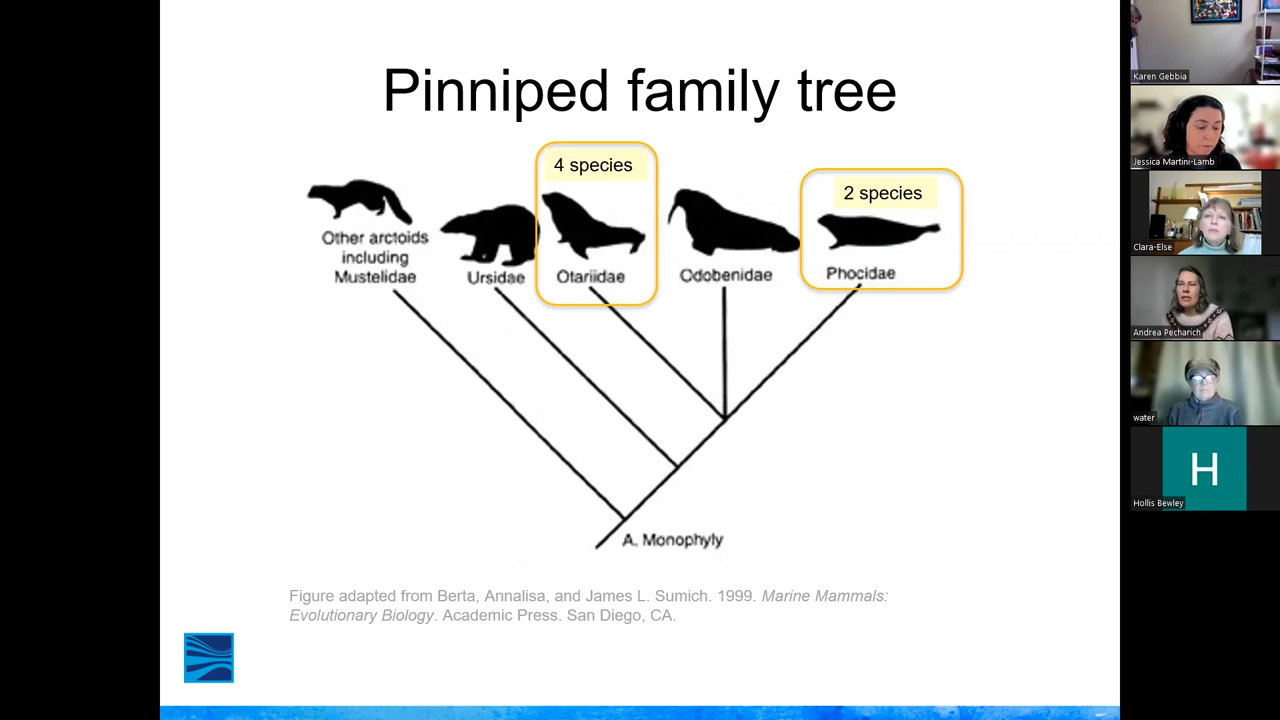 Pinniped family tree
4 species
2 species
Other arctoids
including
Mustelidae
Ursidae
Otariidae
Odobenidae
Phocidae
A. Monophyly
Figure adapted from Berta, Annalisa, and James L. Sumich. 1999. Marine Mammals:
Evolutionary Biology. Academic Press. San Diego, CA.
Karen Gebbia
Jessica Martini-Lamb
Clara-Else
Andrea Pecharich
water
H
Hollis Bewley